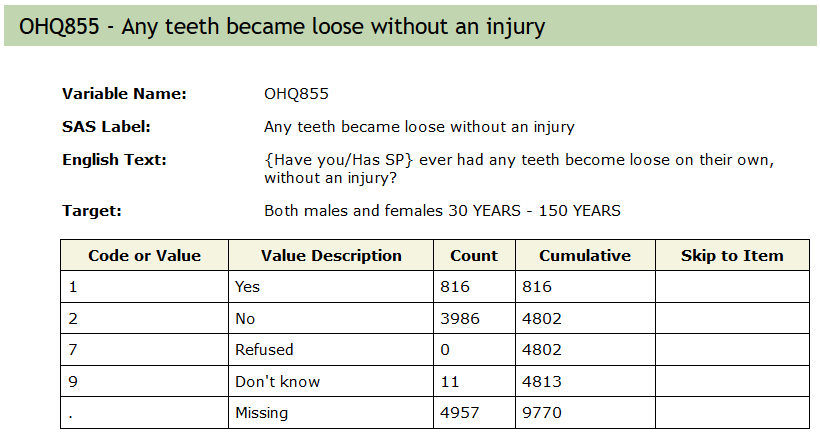 OHQ855 - Any teeth became loose without an injury
Variable Name: OHQ855
SAS Label: Any teeth became loose without an injury
English Text: {Have you/Has SP} ever had any teeth become loose on their own,
without an injury?
Target: Both males and females 30 YEARS - 150 YEARS
Code or Value Value Description Count Cumulative Skip to Item
1 Yes 816 816
2 No 3986 4802
7 Refused 0 4802
9 Don't know 11 4813
. Missing 4957 9770